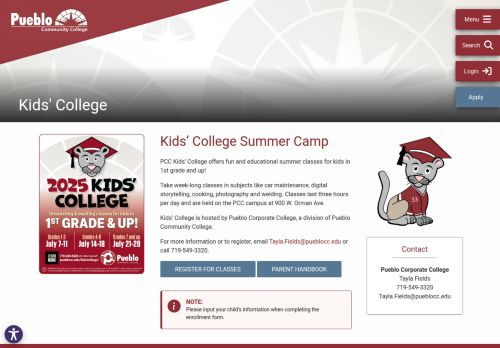 Pueblo
Community College
Menu
Search
Login
Apply
Kids' College
2025 KIDS'
COLLEGE
Interesting & exciting classes for kids in
1ST GRADE & UP!
Grades 1-3
July 7-11
Grades 4-6
July 14-18
Grades 7 and up
July 21-28
LEARN
MORE
Pueblo
Kids’ College Summer Camp
PCC Kids' College offers fun and educational summer classes for kids in
1st grade and up!
Take week-long classes in subjects like car maintenance, digital
storytelling, cooking, photography and welding. Classes last three hours
per day and are held on the PCC campus at 900 W. Orman Ave.
Kids' College is hosted by Pueblo Corporate College, a division of Pueblo
Community College.
For more information or to register, email Tayla.Fields@pueblocc.edu or
call 719-549-3320.
REGISTER FOR CLASSES
PARENT HANDBOOK
NOTE:
Please input your child's information when completing the
enrollment form.
33
Contact
Pueblo Corporate College
Tayla Fields
719-549-3320
Tayla.Fields@pueblocc.edu